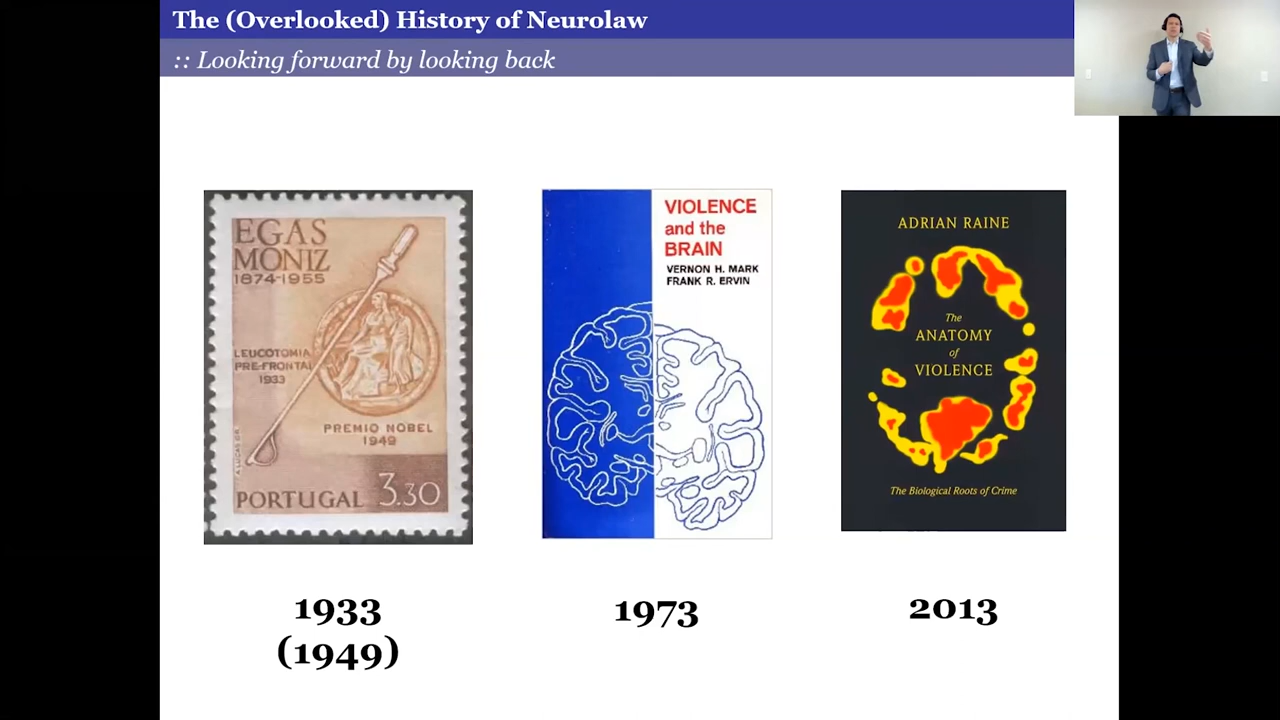 The (Overlooked) History of Neurolaw
:: Looking forward by looking back
EGAS
MONIZ
1874-1955
LEUCOTOMIA
PRE-FRONTAL
1933
PREMIO NOBEL
1949
PORTUGAL 3.30
VIOLENCE
and the
BRAIN
VERNON H. MARK
FRANK R. ERVIN
ADRIAN RAINE
The
ANATOMY
of
VIOLENCE
The Biological Roots of Crime
1933
(1949)
1973
2013